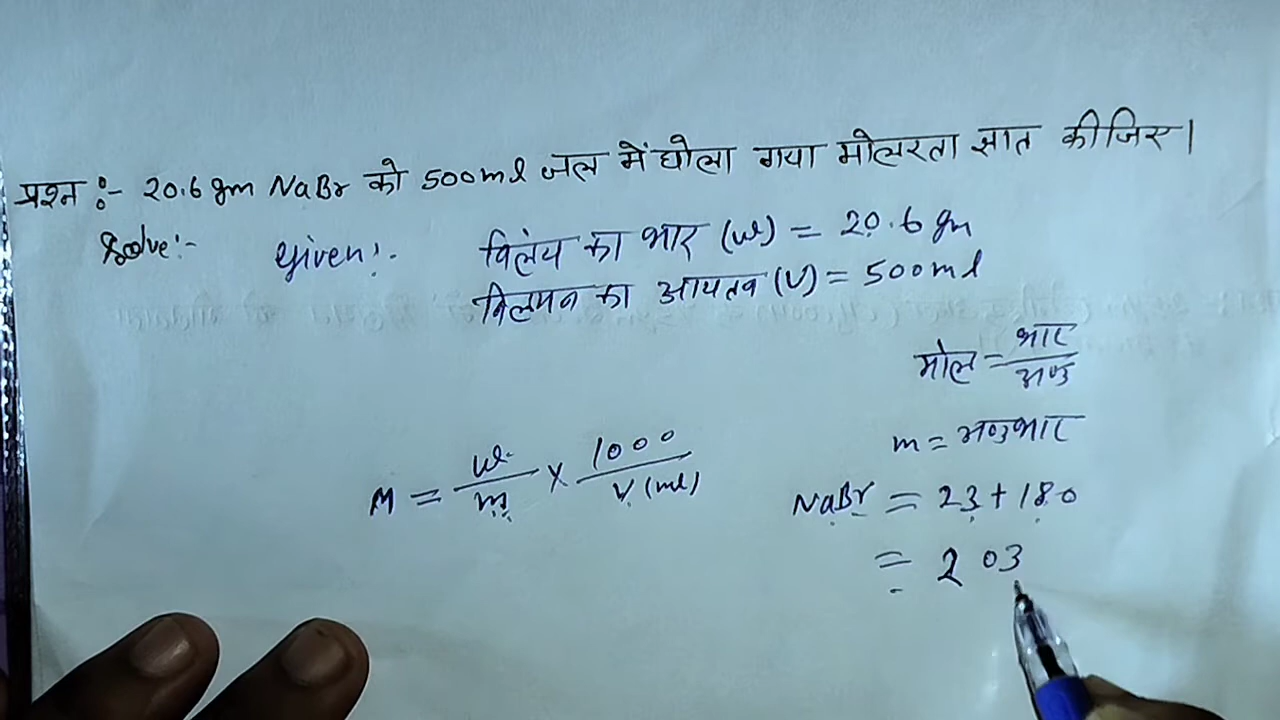 प्रश्न :- 20.6 gm NaBr को 500ml जल में घोला गया मोलरता ज्ञात कीजिए।
Solve:- Given:- विलेय का भार (w) = 20.6 gm
विलयन का आयतन (V) = 500ml
मोल = भार / अणु
m = अणुभार
M = w / m × 1000 / V (ml)
NaBr = 23 + 180
= 203